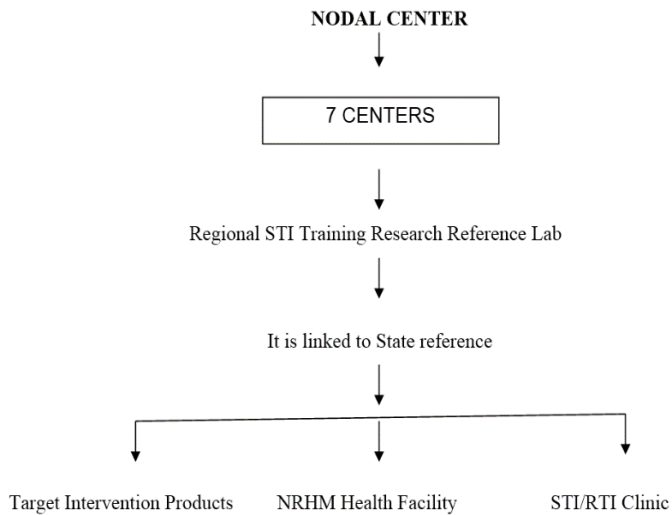 NODAL CENTER
7 CENTERS
Regional STI Training Research Reference Lab
It is linked to State reference
Target Intervention Products NRHM Health Facility STI/RTI Clinic